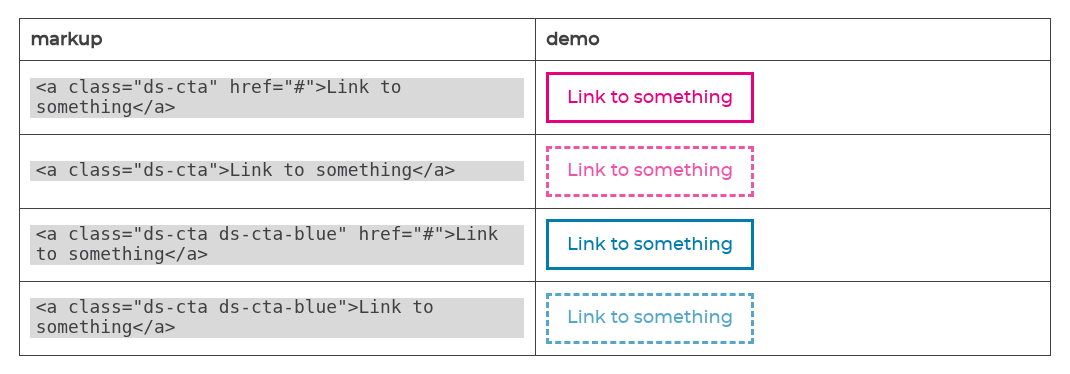 markup
demo
<a class="ds-cta" href="#">Link to
something</a>
Link to something
<a class="ds-cta">Link to something</a>
Link to something
<a class="ds-cta ds-cta-blue" href="#">Link
to something</a>
Link to something
<a class="ds-cta ds-cta-blue">Link to
something</a>
Link to something